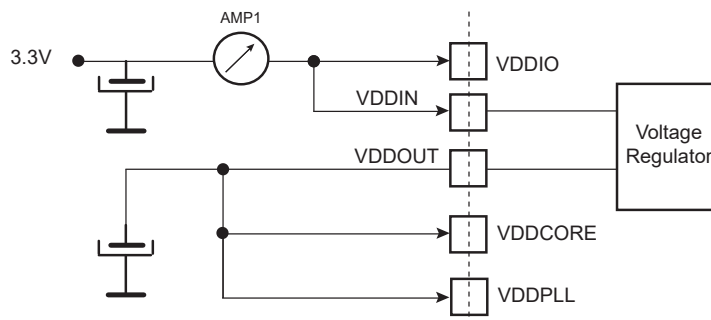 AMP1
3.3V
VDDIO
VDDIN
VDDOUT
Voltage
Regulator
VDDCORE
VDDPLL